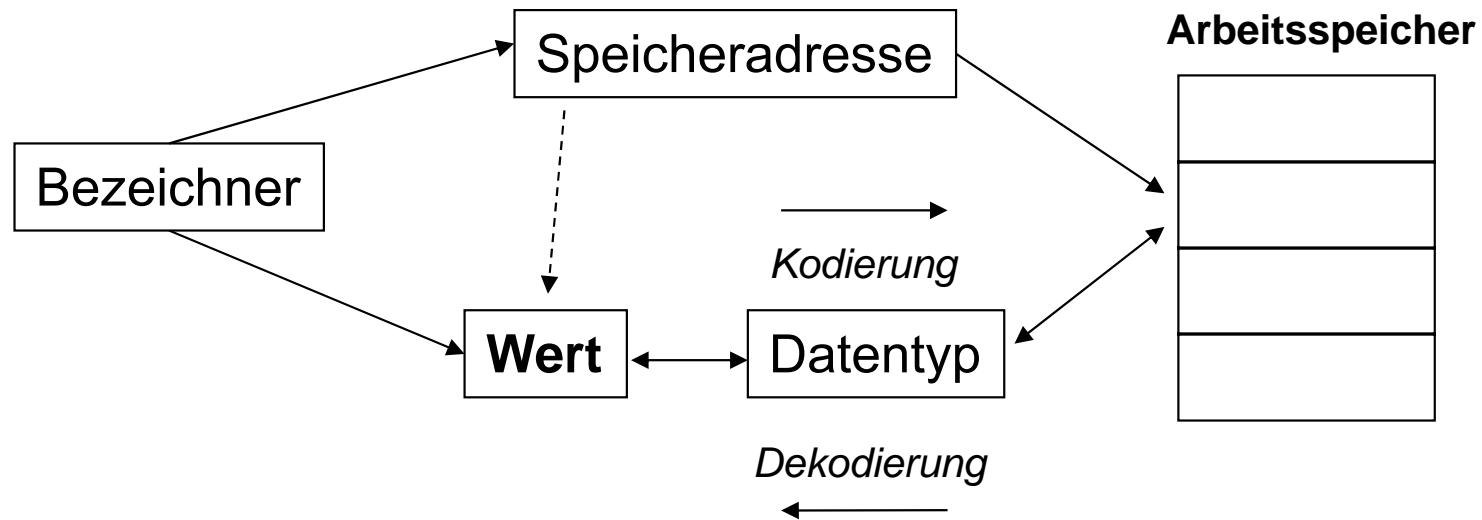 Arbeitsspeicher
Speicheradresse
Bezeichner
Kodierung
Wert
Datentyp
Dekodierung